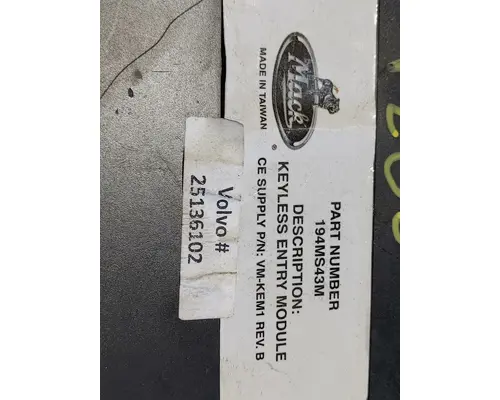 Mack
®
MADE IN TAIWAN
PART NUMBER
194MS43M
DESCRIPTION:
KEYLESS ENTRY MODULE
CE SUPPLY P/N: VM-KEM1 REV. B
Volvo #
25136102